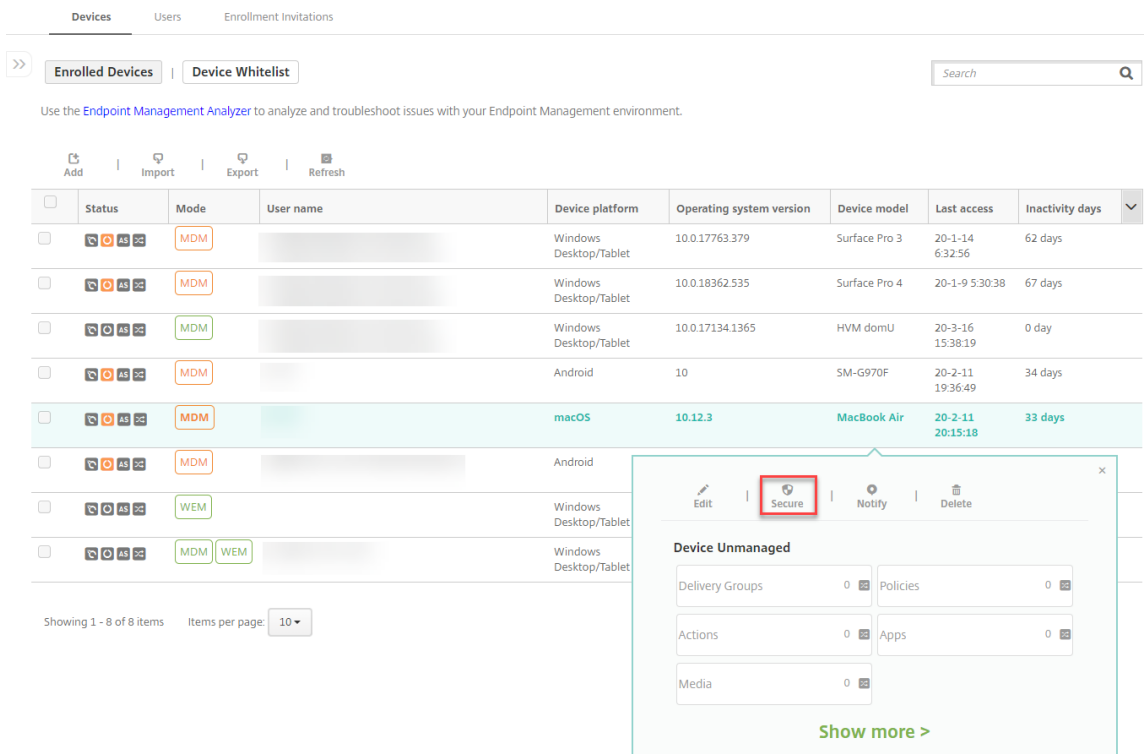 Devices Users Enrollment Invitations
Enrolled Devices | Device Whitelist Search
Use the Endpoint Management Analyzer to analyze and troubleshoot issues with your Endpoint Management environment.
Add | Import | Export | Refresh
Status Mode User name Device platform Operating system version Device model Last access Inactivity days
AS MDM Windows Desktop/Tablet 10.0.17763.379 Surface Pro 3 20-1-14 6:32:56 62 days
AS MDM Windows Desktop/Tablet 10.0.18362.535 Surface Pro 4 20-1-9 5:30:38 67 days
AS MDM Windows Desktop/Tablet 10.0.17134.1365 HVM domU 20-3-16 15:38:19 0 day
AS MDM Android 10 SM-G970F 20-2-11 19:36:49 34 days
AS MDM macOS 10.12.3 MacBook Air 20-2-11 20:15:18 33 days
AS MDM Android
AS WEM Windows Desktop/Tablet
AS MDM WEM Windows Desktop/Tablet
Showing 1 - 8 of 8 items Items per page: 10
×
Edit | Secure | Notify | Delete
Device Unmanaged
Delivery Groups 0 Policies 0
Actions 0 Apps 0
Media 0
Show more >